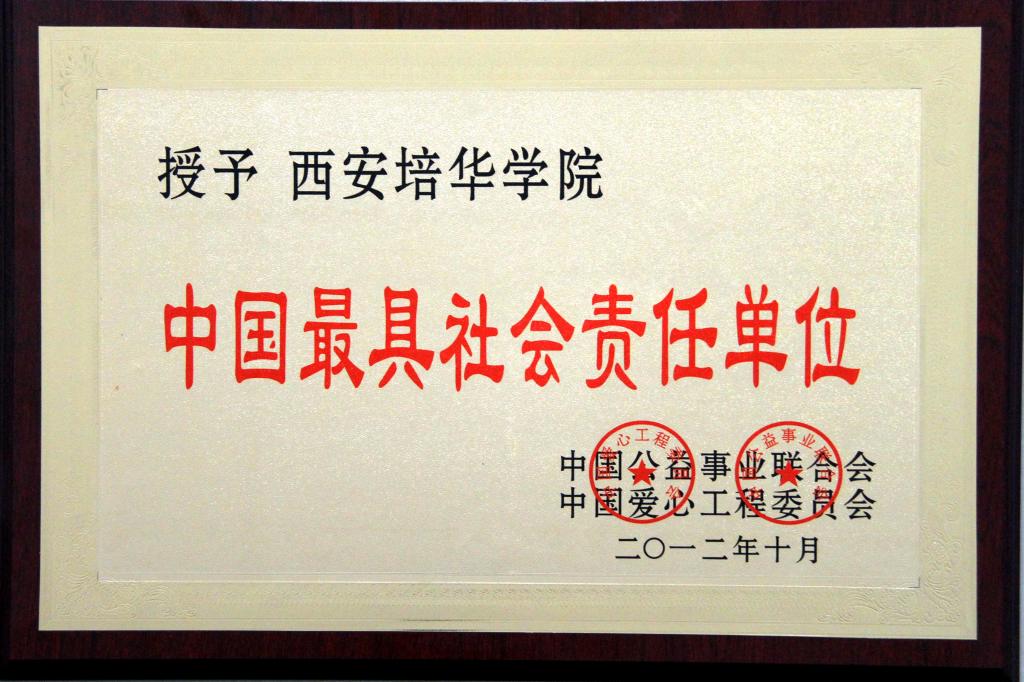 授予 西安培华学院
中国最具社会责任单位
中国公益事业联合会
中国爱心工程委员会
二〇一二年十月